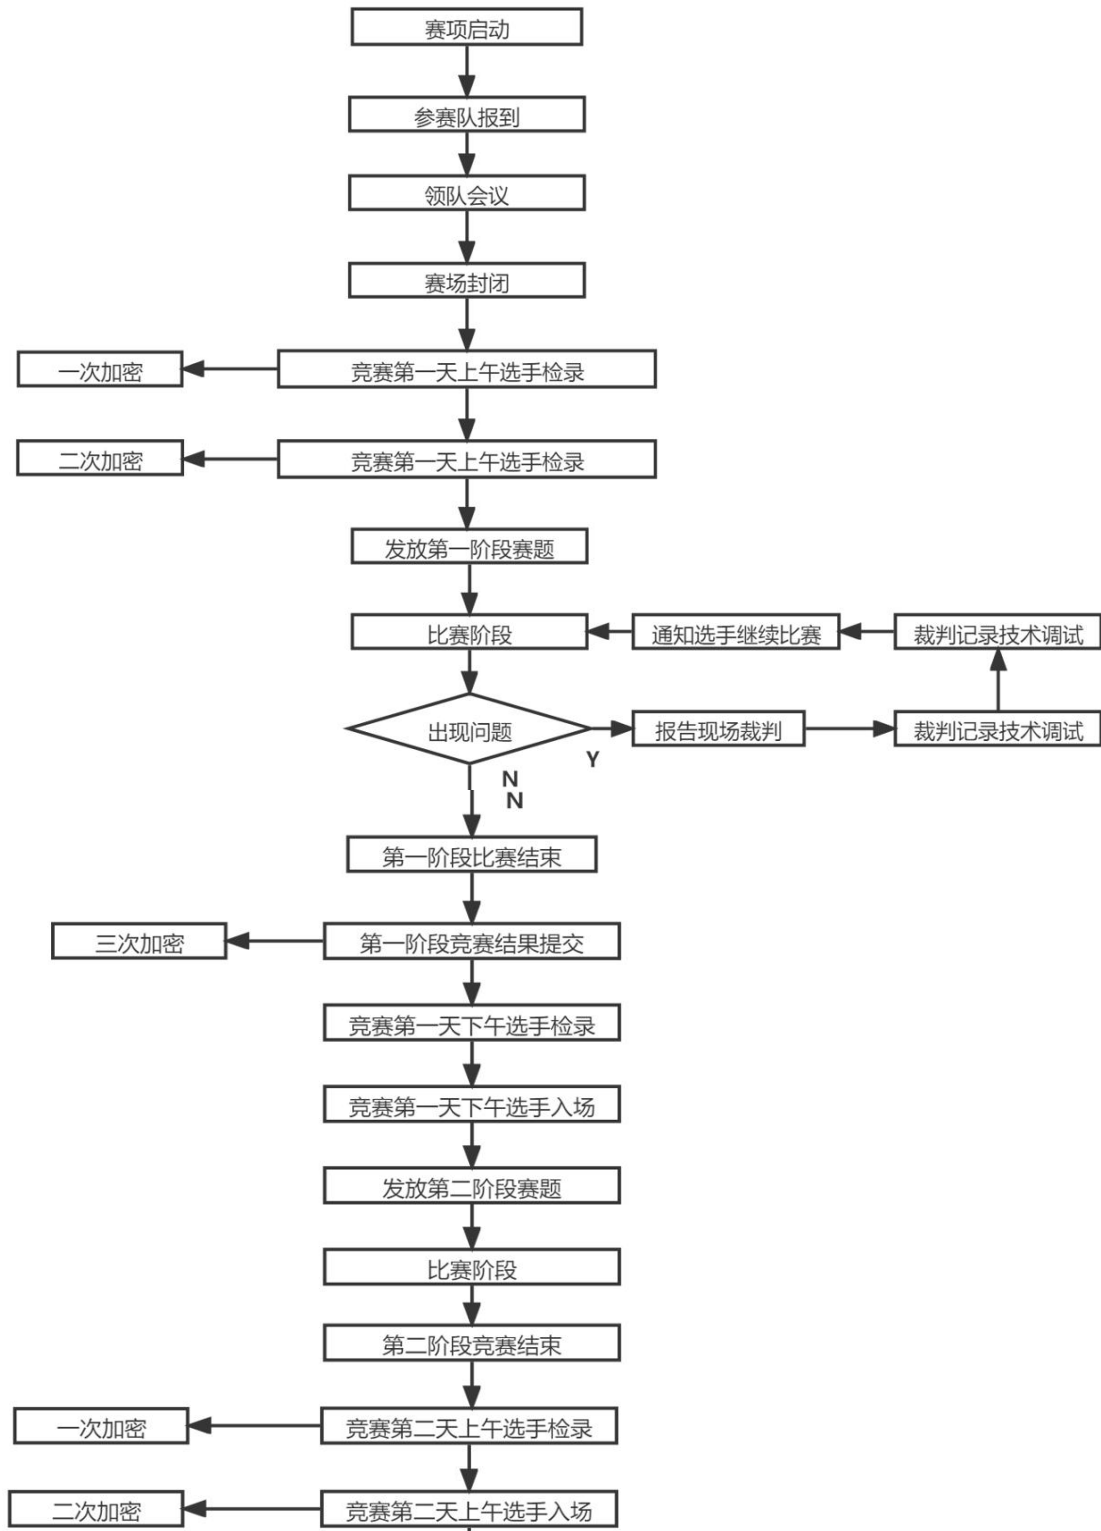 赛项启动
参赛队报到
领队会议
赛场封闭
一次加密
竞赛第一天上午选手检录
二次加密
竞赛第一天上午选手检录
发放第一阶段赛题
比赛阶段
通知选手继续比赛
裁判记录技术调试
出现问题
报告现场裁判
裁判记录技术调试
Y
N
N
第一阶段比赛结束
三次加密
第一阶段竞赛结果提交
竞赛第一天下午选手检录
竞赛第一天下午选手入场
发放第二阶段赛题
比赛阶段
第二阶段竞赛结束
一次加密
竞赛第二天上午选手检录
二次加密
竞赛第二天上午选手入场